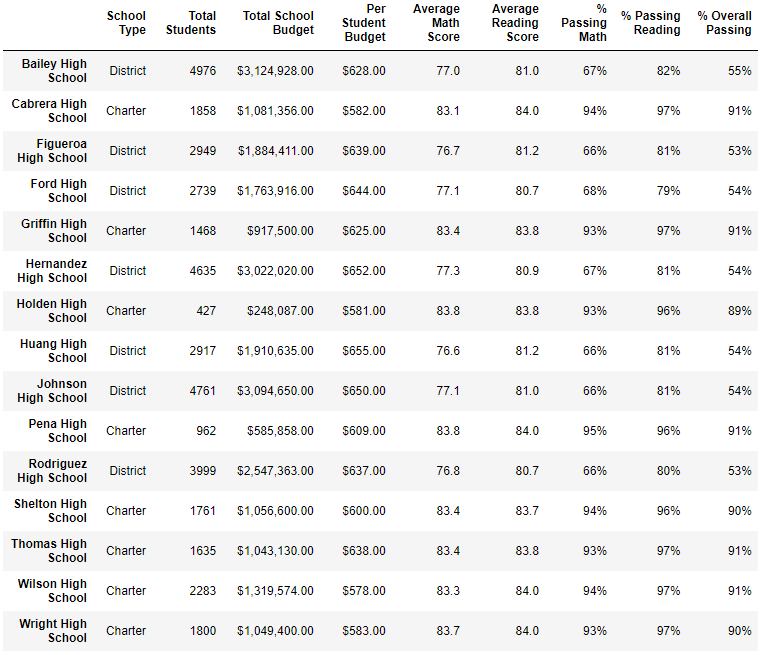 School Type Total Students Total School Budget Per Student Budget Average Math Score Average Reading Score % Passing Math % Passing Reading % Overall Passing
Bailey High School District 4976 $3,124,928.00 $628.00 77.0 81.0 67% 82% 55%
Cabrera High School Charter 1858 $1,081,356.00 $582.00 83.1 84.0 94% 97% 91%
Figueroa High School District 2949 $1,884,411.00 $639.00 76.7 81.2 66% 81% 53%
Ford High School District 2739 $1,763,916.00 $644.00 77.1 80.7 68% 79% 54%
Griffin High School Charter 1468 $917,500.00 $625.00 83.4 83.8 93% 97% 91%
Hernandez High School District 4635 $3,022,020.00 $652.00 77.3 80.9 67% 81% 54%
Holden High School Charter 427 $248,087.00 $581.00 83.8 83.8 93% 96% 89%
Huang High School District 2917 $1,910,635.00 $655.00 76.6 81.2 66% 81% 54%
Johnson High School District 4761 $3,094,650.00 $650.00 77.1 81.0 66% 81% 54%
Pena High School Charter 962 $585,858.00 $609.00 83.8 84.0 95% 96% 91%
Rodriguez High School District 3999 $2,547,363.00 $637.00 76.8 80.7 66% 80% 53%
Shelton High School Charter 1761 $1,056,600.00 $600.00 83.4 83.7 94% 96% 90%
Thomas High School Charter 1635 $1,043,130.00 $638.00 83.4 83.8 93% 97% 91%
Wilson High School Charter 2283 $1,319,574.00 $578.00 83.3 84.0 94% 97% 91%
Wright High School Charter 1800 $1,049,400.00 $583.00 83.7 84.0 93% 97% 90%